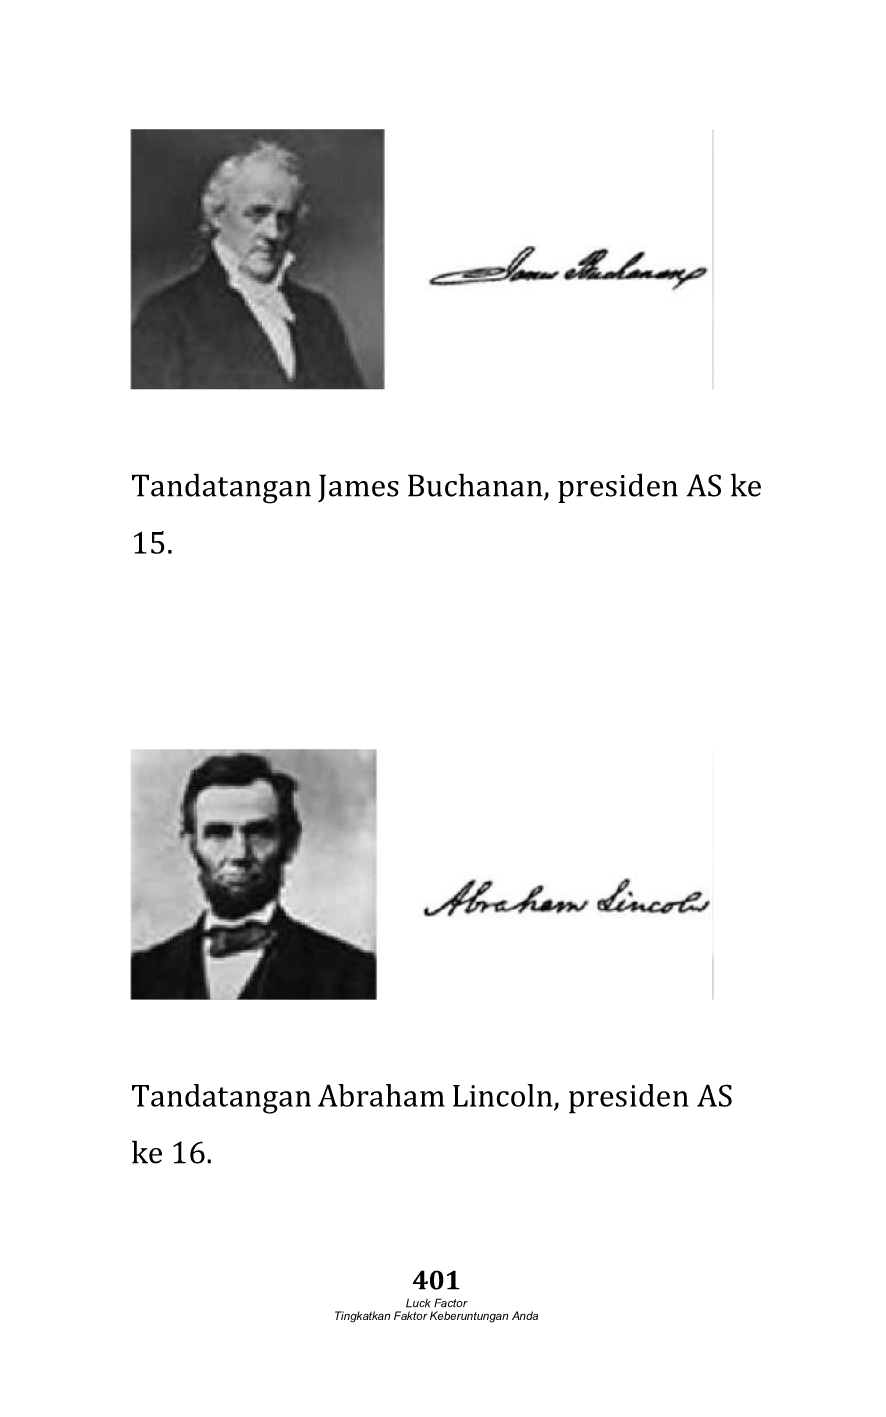 James Buchanan
Tandatangan James Buchanan, presiden AS ke
15.
Abraham Lincoln
Tandatangan Abraham Lincoln, presiden AS
ke 16.
401
Luck Factor
Tingkatkan Faktor Keberuntungan Anda